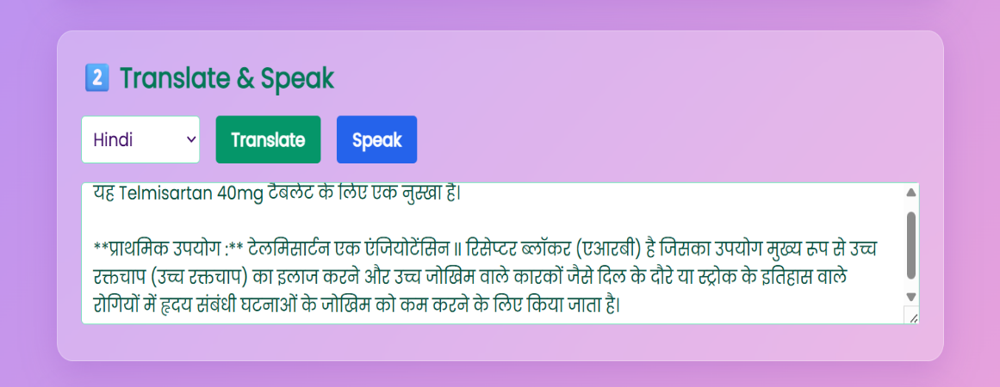 2 Translate & Speak
Hindi
Translate
Speak
यह Telmisartan 40mg टैबलेट के लिए एक नुस्खा है।
**प्राथमिक उपयोग :** टेलमिसार्टन एक एंजियोटेंसिन II रिसेप्टर ब्लॉकर (एआरबी) है जिसका उपयोग मुख्य रूप से उच्च
रक्तचाप (उच्च रक्तचाप) का इलाज करने और उच्च जोखिम वाले कारकों जैसे दिल के दौरे या स्ट्रोक के इतिहास वाले
रोगियों में हृदय संबंधी घटनाओं के जोखिम को कम करने के लिए किया जाता है।